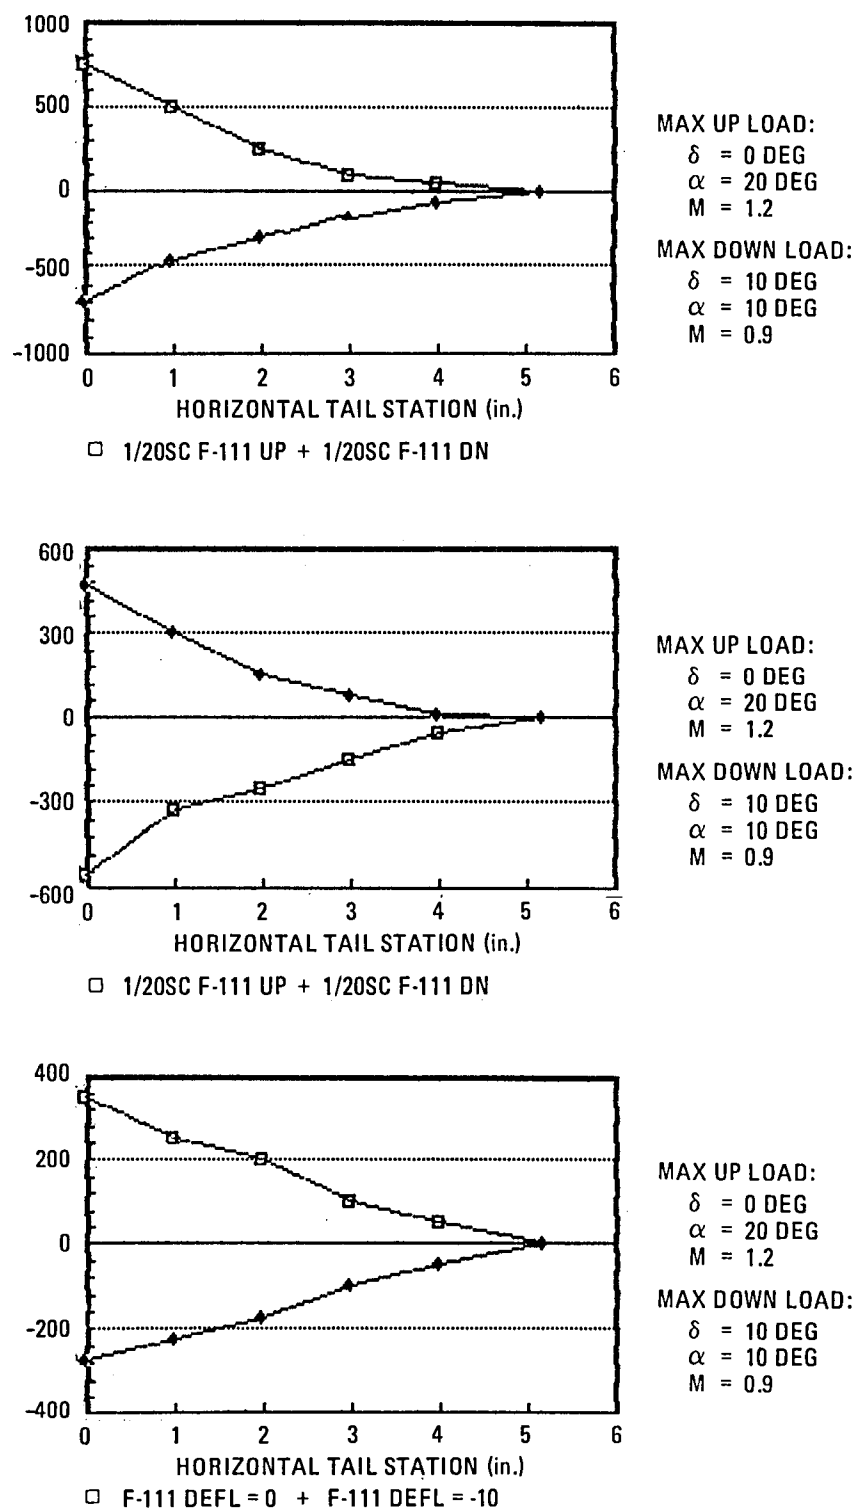 1000
500
0
-500
-1000
0 1 2 3 4 5 6
HORIZONTAL TAIL STATION (in.)
□ 1/20SC F-111 UP + 1/20SC F-111 DN
MAX UP LOAD:
δ = 0 DEG
α = 20 DEG
M = 1.2
MAX DOWN LOAD:
δ = 10 DEG
α = 10 DEG
M = 0.9
600
300
0
-300
-600
0 1 2 3 4 5 6
HORIZONTAL TAIL STATION (in.)
□ 1/20SC F-111 UP + 1/20SC F-111 DN
MAX UP LOAD:
δ = 0 DEG
α = 20 DEG
M = 1.2
MAX DOWN LOAD:
δ = 10 DEG
α = 10 DEG
M = 0.9
400
200
0
-200
-400
0 1 2 3 4 5 6
HORIZONTAL TAIL STATION (in.)
□ F-111 DEFL = 0 + F-111 DEFL = -10
MAX UP LOAD:
δ = 0 DEG
α = 20 DEG
M = 1.2
MAX DOWN LOAD:
δ = 10 DEG
α = 10 DEG
M = 0.9